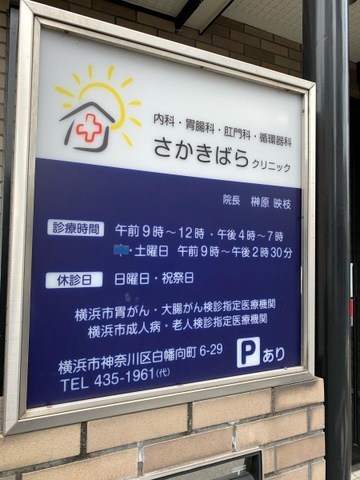 内科・胃腸科・肛門科・循環器科
さかきばら クリニック
院長 榊原 映枝
診療時間 午前9時〜12時・午後4時〜7時
・土曜日 午前9時〜午後2時30分
休診日 日曜日・祝祭日
横浜市胃がん・大腸がん検診指定医療機関
横浜市成人病・老人検診指定医療機関
横浜市神奈川区白幡向町 6-29
TEL 435-1961(代)
P あり